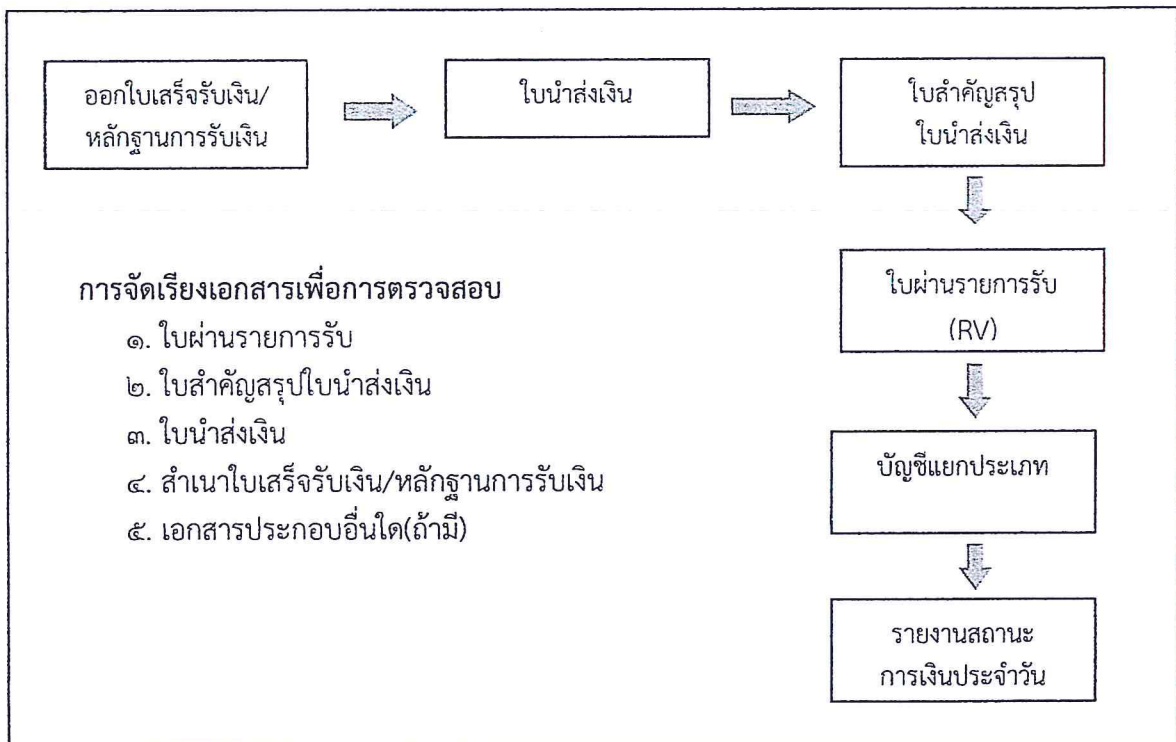 ออกใบเสร็จรับเงิน/
หลักฐานการรับเงิน
ใบนำส่งเงิน
ใบสำคัญสรุป
ใบนำส่งเงิน
ใบผ่านรายการรับ
(RV)
บัญชีแยกประเภท
รายงานสถานะ
การเงินประจำวัน
การจัดเรียงเอกสารเพื่อการตรวจสอบ
๑. ใบผ่านรายการรับ
๒. ใบสำคัญสรุปใบนำส่งเงิน
๓. ใบนำส่งเงิน
๔. สำเนาใบเสร็จรับเงิน/หลักฐานการรับเงิน
๕. เอกสารประกอบอื่นใด(ถ้ามี)